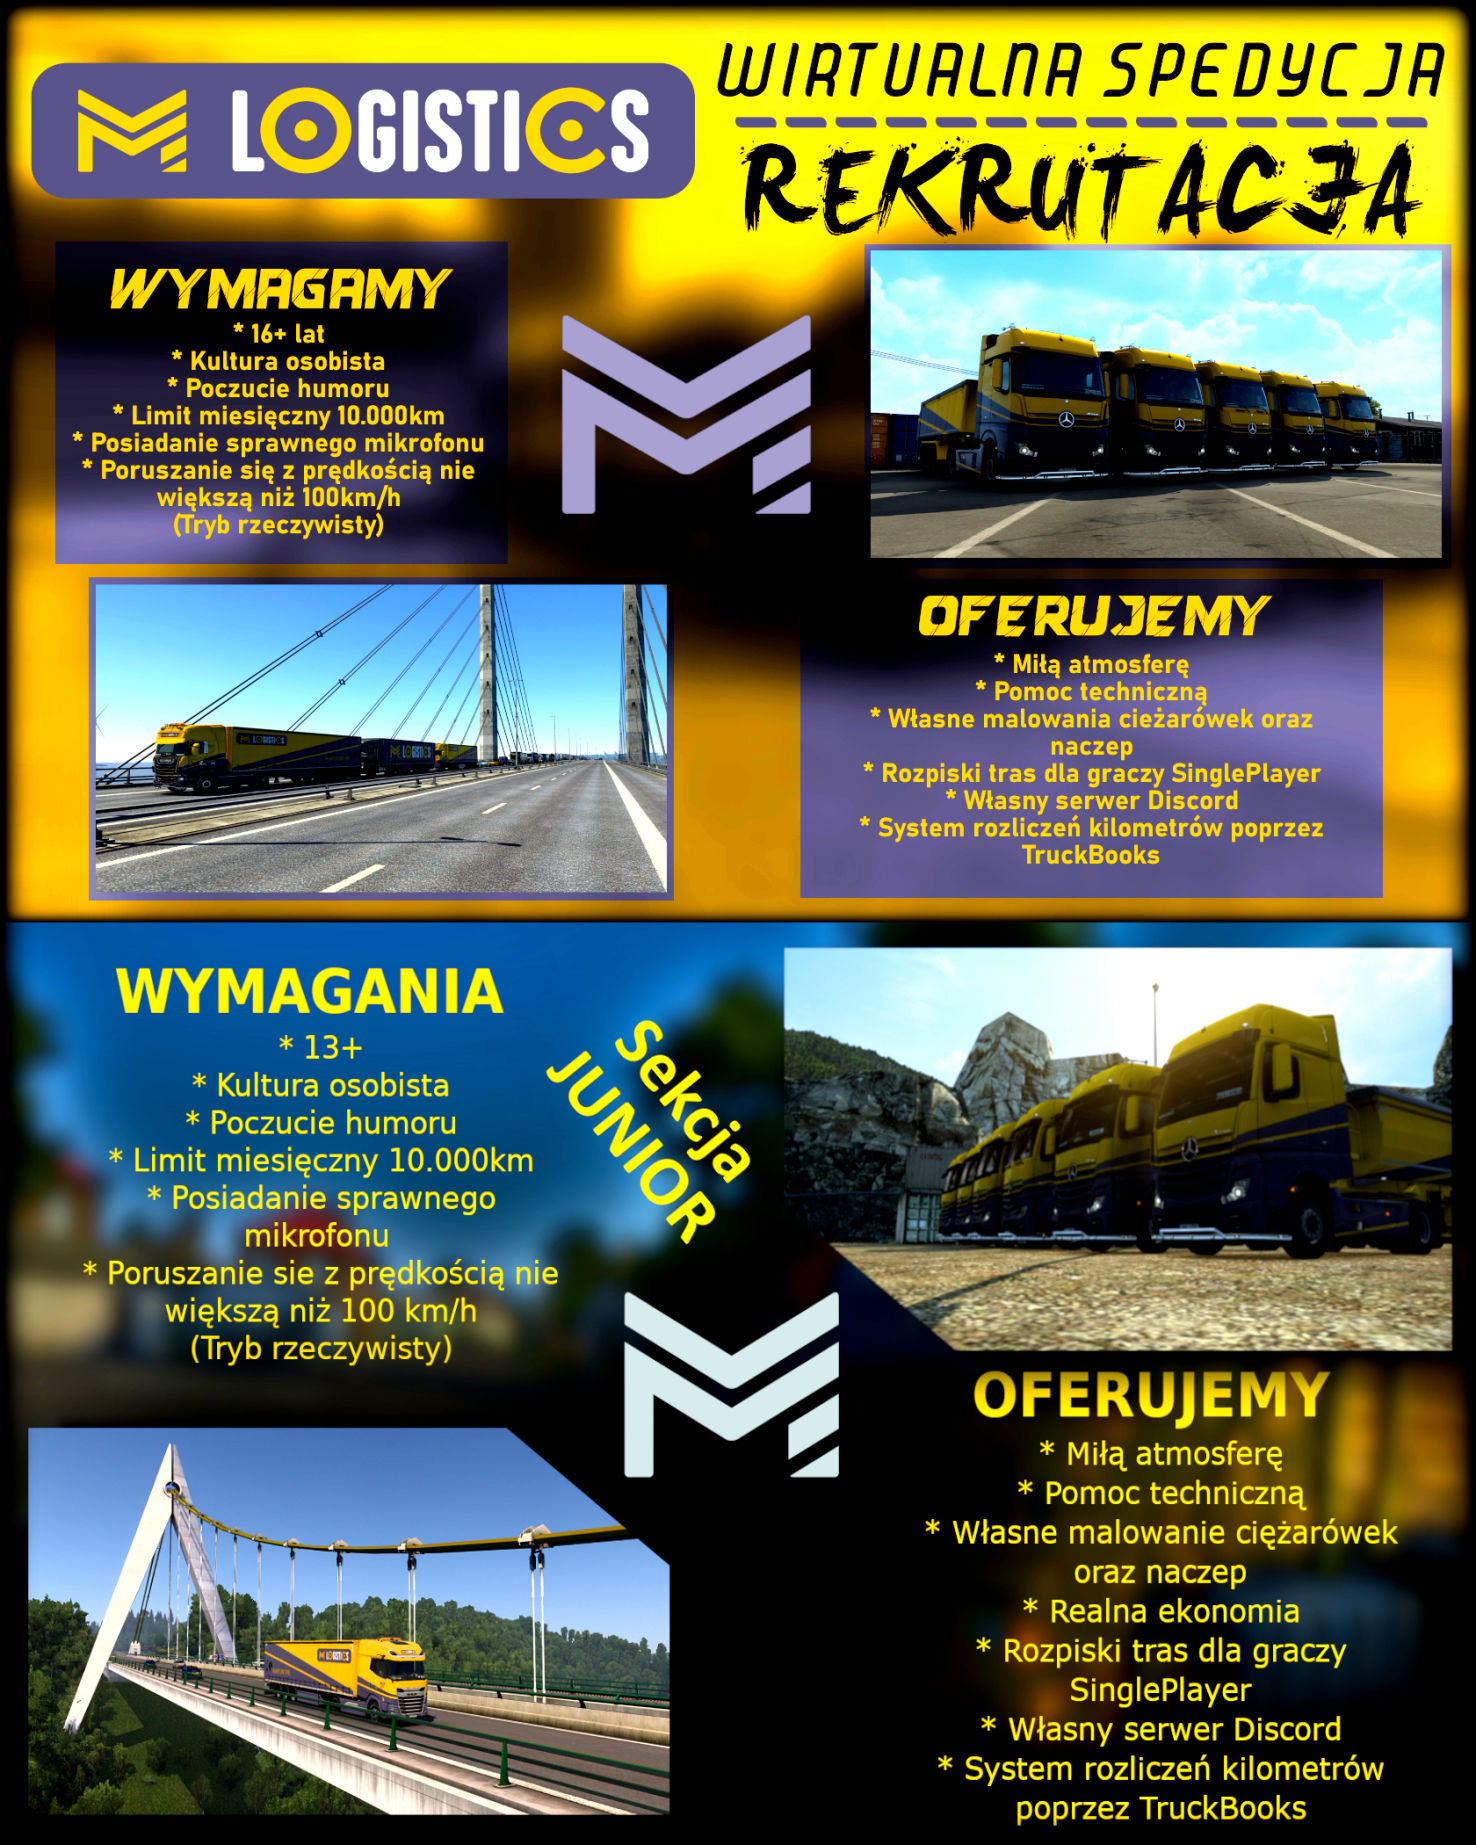 LOGISTICS
WIRTUALNA SPEDYCJA
REKRUTACJA
WYMAGAMY
* 16+ lat
* Kultura osobista
* Poczucie humoru
* Limit miesięczny 10.000km
* Posiadanie sprawnego mikrofonu
* Poruszanie się z prędkością nie
większą niż 100km/h
(Tryb rzeczywisty)
M LOGISTICS
M LOGISTICS
OFERUJEMY
* Miłą atmosferę
* Pomoc techniczną
* Własne malowania cieżarówek oraz
naczep
* Rozpiski tras dla graczy SinglePlayer
* Własny serwer Discord
* System rozliczeń kilometrów poprzez
TruckBooks
WYMAGANIA
* 13+
* Kultura osobista
* Poczucie humoru
* Limit miesięczny 10.000km
* Posiadanie sprawnego
mikrofonu
* Poruszanie sie z prędkością nie
większą niż 100 km/h
(Tryb rzeczywisty)
Sekcja
JUNIOR
M LOGISTICS
OFERUJEMY
* Miłą atmosferę
* Pomoc techniczną
* Własne malowanie ciężarówek
oraz naczep
* Realna ekonomia
* Rozpiski tras dla graczy
SinglePlayer
* Własny serwer Discord
* System rozliczeń kilometrów
poprzez TruckBooks